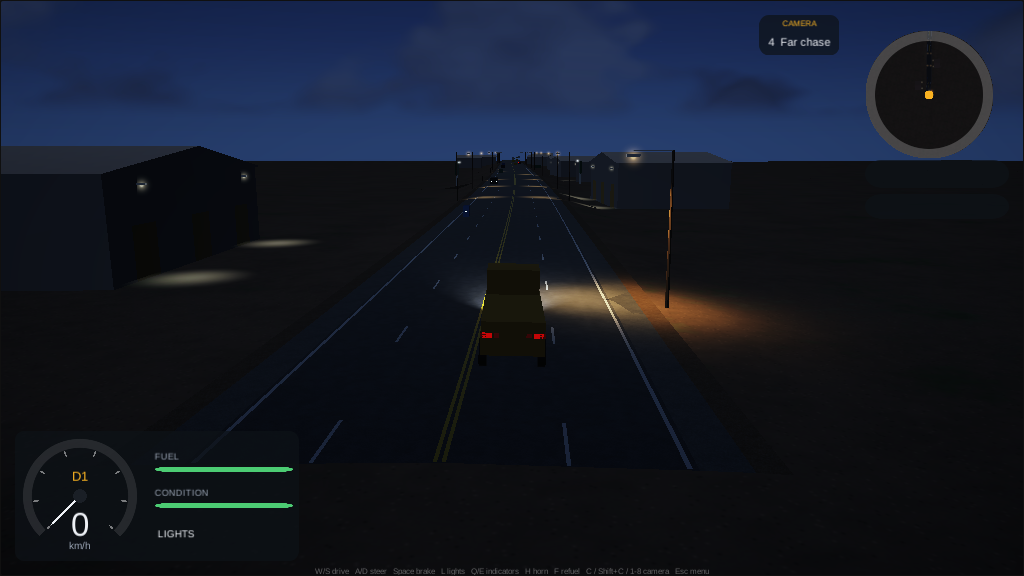 CAMERA
4 Far chase
D1
0
km/h
FUEL
CONDITION
LIGHTS
W/S drive A/D steer Space brake L lights Q/E indicators H horn F refuel C / Shift+C / 1-8 camera Esc menu